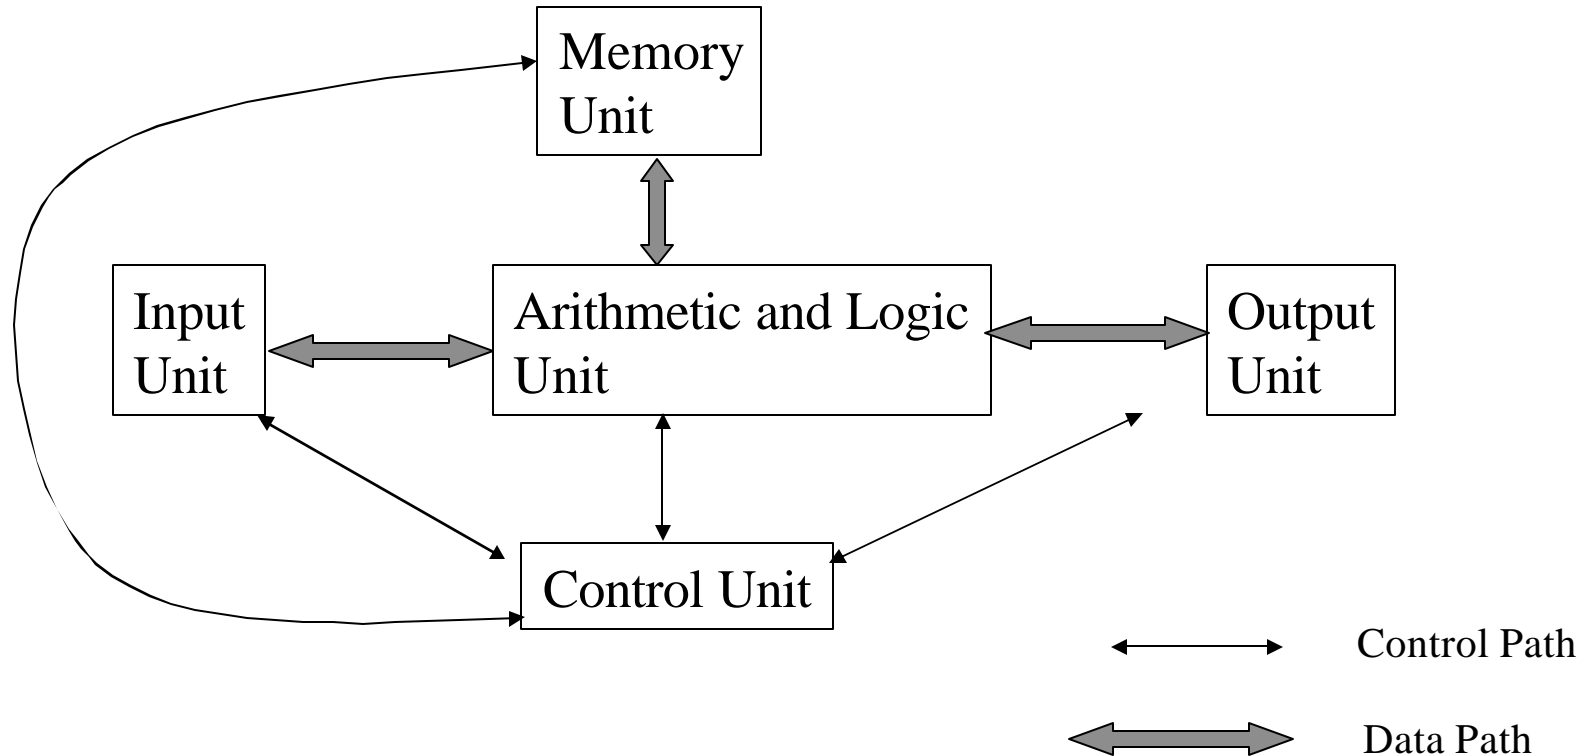 Memory
Unit
Input
Unit
Arithmetic and Logic
Unit
Output
Unit
Control Unit
Control Path
Data Path